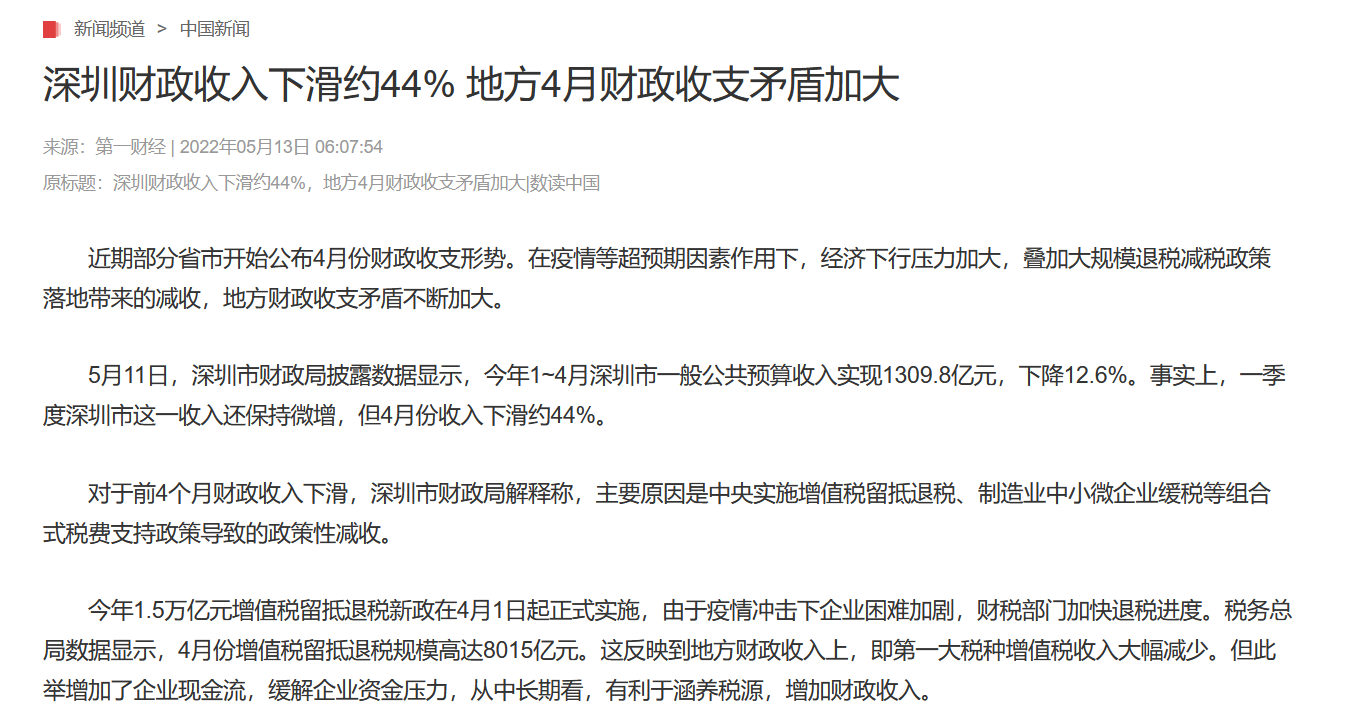 新闻频道 > 中国新闻
深圳财政收入下滑约44% 地方4月财政收支矛盾加大
来源：第一财经 | 2022年05月13日 06:07:54
原标题：深圳财政收入下滑约44%，地方4月财政收支矛盾加大|数读中国
近期部分省市开始公布4月份财政收支形势。在疫情等超预期因素作用下，经济下行压力加大，叠加大规模退税减税政策
落地带来的减收，地方财政收支矛盾不断加大。
5月11日，深圳市财政局披露数据显示，今年1~4月深圳市一般公共预算收入实现1309.8亿元，下降12.6%。事实上，一季
度深圳市这一收入还保持微增，但4月份收入下滑约44%。
对于前4个月财政收入下滑，深圳市财政局解释称，主要原因是中央实施增值税留抵退税、制造业中小微企业缓税等组合
式税费支持政策导致的政策性减收。
今年1.5万亿元增值税留抵退税新政在4月1日起正式实施，由于疫情冲击下企业困难加剧，财税部门加快退税进度。税务总
局数据显示，4月份增值税留抵退税规模高达8015亿元。这反映到地方财政收入上，即第一大税种增值税收入大幅减少。但此
举增加了企业现金流，缓解企业资金压力，从中长期看，有利于涵养税源，增加财政收入。